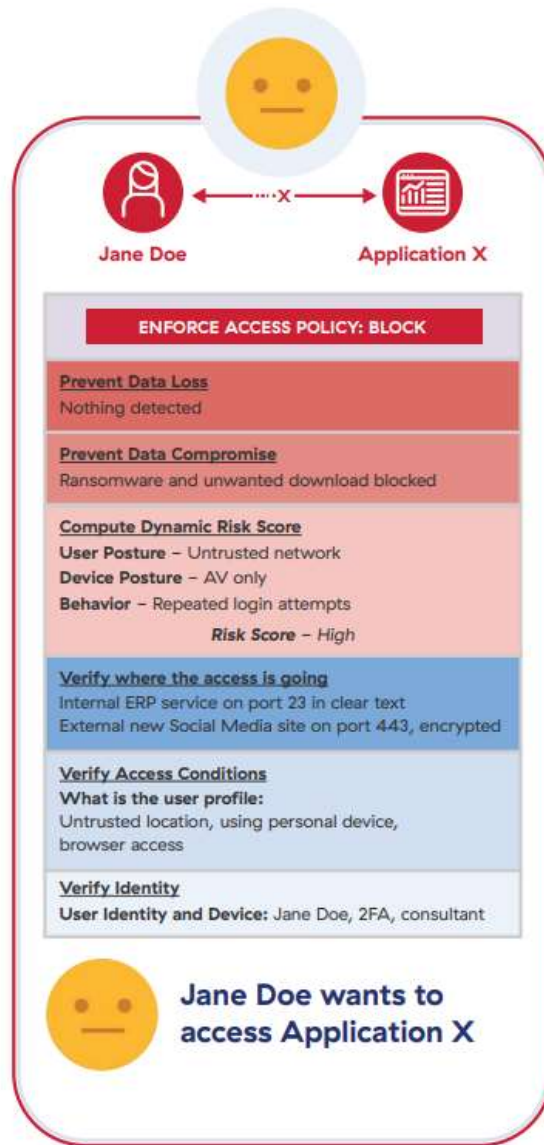 X
Jane Doe
Application X
ENFORCE ACCESS POLICY: BLOCK
Prevent Data Loss
Nothing detected
Prevent Data Compromise
Ransomware and unwanted download blocked
Compute Dynamic Risk Score
User Posture – Untrusted network
Device Posture – AV only
Behavior – Repeated login attempts
Risk Score – High
Verify where the access is going
Internal ERP service on port 23 in clear text
External new Social Media site on port 443, encrypted
Verify Access Conditions
What is the user profile:
Untrusted location, using personal device,
browser access
Verify Identity
User Identity and Device: Jane Doe, 2FA, consultant
Jane Doe wants to
access Application X